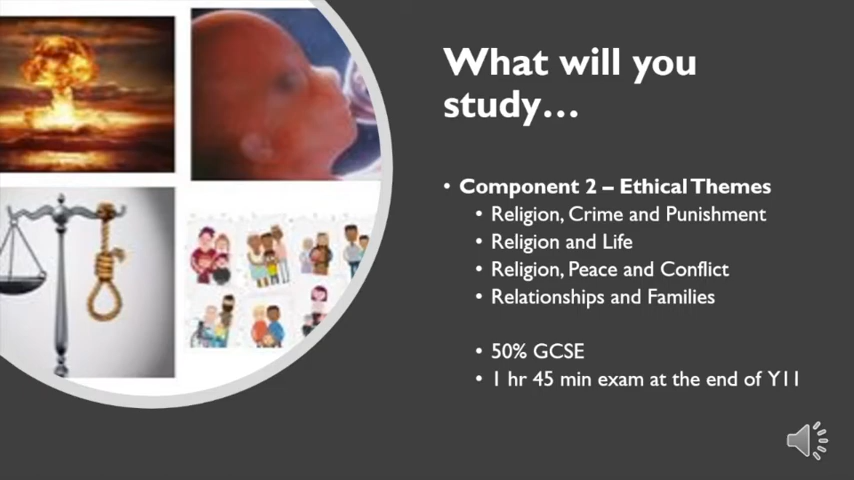 What will you
study…
• Component 2 – Ethical Themes
• Religion, Crime and Punishment
• Religion and Life
• Religion, Peace and Conflict
• Relationships and Families
• 50% GCSE
• 1 hr 45 min exam at the end of Y11